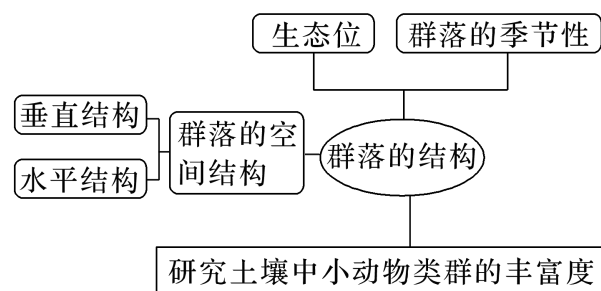 生态位
群落的季节性
垂直结构
群落的空
间结构
水平结构
群落的结构
研究土壤中小动物类群的丰富度